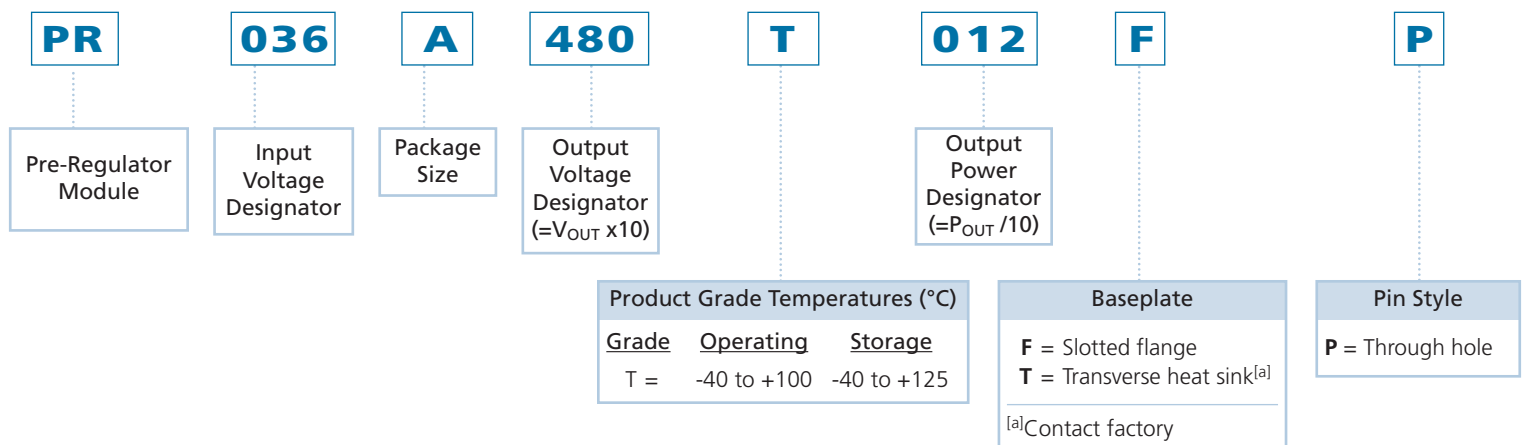 PR 036 A 480 T 012 F P
Pre-Regulator
Module
Input
Voltage
Designator
Package
Size
Output
Voltage
Designator
(=VOUT x10)
Output
Power
Designator
(=POUT /10)
Product Grade Temperatures (°C)
Grade Operating Storage
T = -40 to +100 -40 to +125
Baseplate
F = Slotted flange
T = Transverse heat sink[a]
[a]Contact factory
Pin Style
P = Through hole